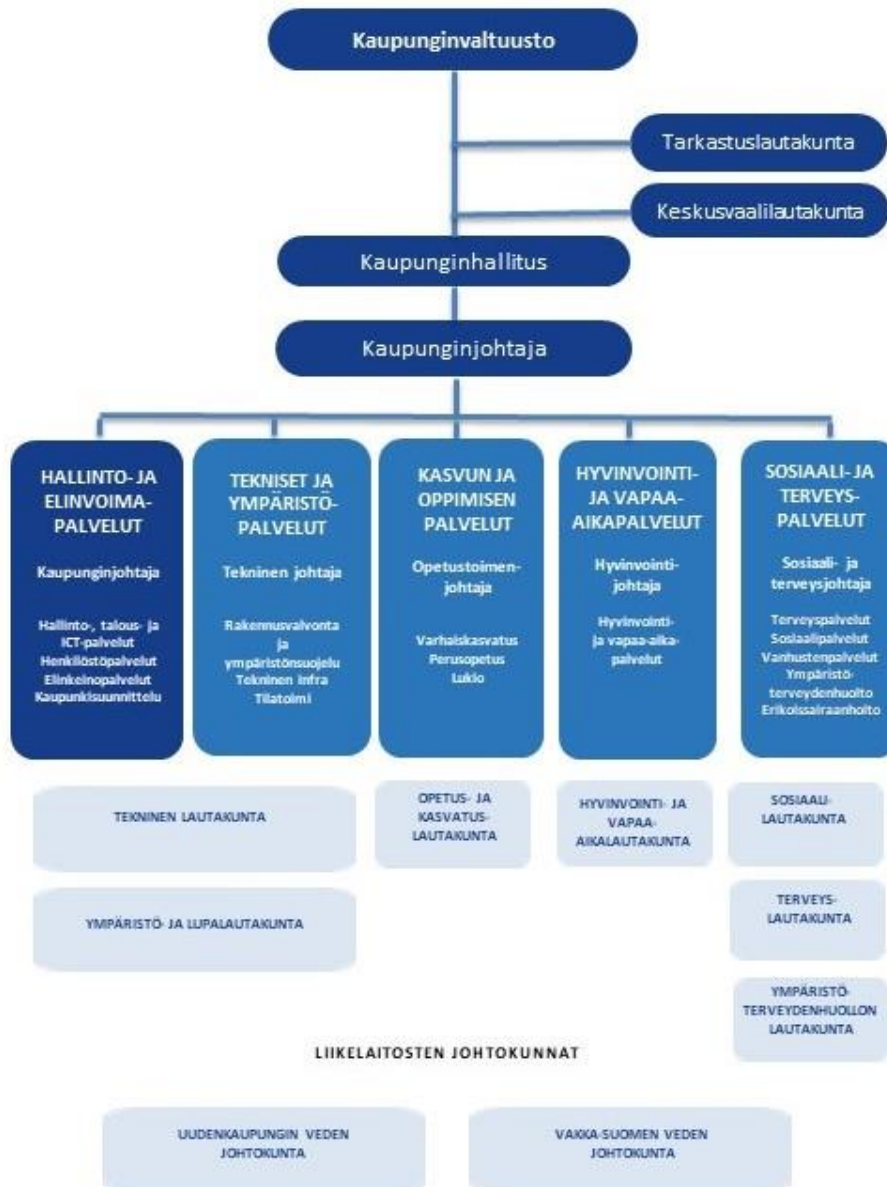 Kaupunginvaltuusto
Tarkastuslautakunta
Keskusvaalilautakunta
Kaupunginhallitus
Kaupunginjohtaja
HALLINTO- JA
ELINVOIMA-
PALVELUT
Kaupunginjohtaja
Hallinto-, talous- ja
ICT-palvelut
Henkilöstöpalvelut
Elinkeinopalvelut
Kaupunkisuunnittelu
TEKNISET JA
YMPÄRISTÖ-
PALVELUT
Tekninen johtaja
Rakennusvalvonta
ja
ympäristönsuojelu
Tekninen infra
Tilatoimi
KASVUN JA
OPPIMISEN
PALVELUT
Opetustoimen-
johtaja
Varhaiskasvatus
Perusopetus
Lukio
HYVINVOINTI-
JA VAPAA-
AIKAPALVELUT
Hyvinvointi-
johtaja
Hyvinvointi-
ja vapaa-aika-
palvelut
SOSIAALI- JA
TERVEYS-
PALVELUT
Sosiaali- ja
terveysjohtaja
Terveyspalvelut
Sosiaalipalvelut
Vanhustenpalvelut
Ympäristö-
terveydenhuolto
Erikoissairaanhoito
TEKNINEN LAUTAKUNTA
YMPÄRISTÖ- JA LUPALAUTAKUNTA
OPETUS- JA
KASVATUS-
LAUTAKUNTA
HYVINVOINTI- JA
VAPAA-
AIKALAUTAKUNTA
SOSIAALI-
LAUTAKUNTA
TERVEYS-
LAUTAKUNTA
YMPÄRISTÖ-
TERVEYDENHUOLLON
LAUTAKUNTA
LIIKELAITOSTEN JOHTOKUNNAT
UUDENKAUPUNGIN VEDEN
JOHTOKUNTA
VAKKA-SUOMEN VEDEN
JOHTOKUNTA